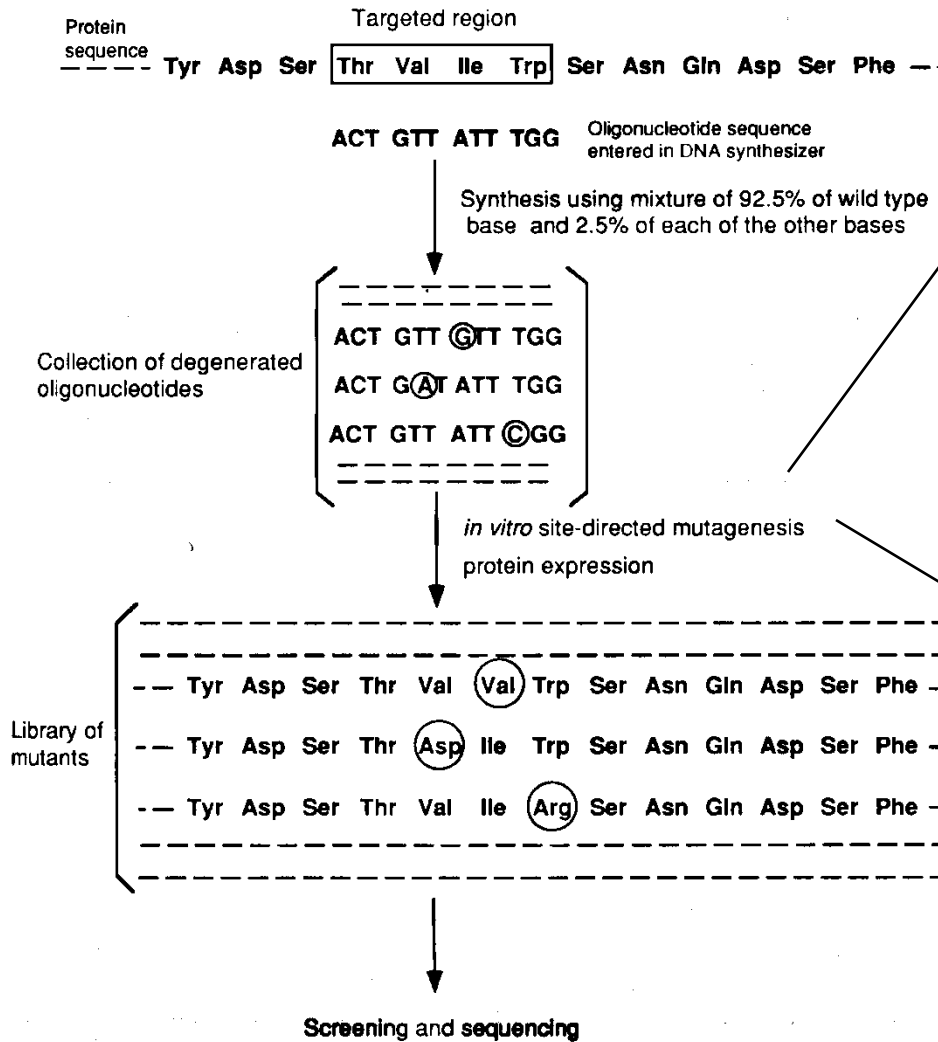 Targeted region
Protein
sequence
Tyr Asp Ser Thr Val Ile Trp Ser Asn Gln Asp Ser Phe
ACT GTT ATT TGG
Oligonucleotide sequence
entered in DNA synthesizer
Synthesis using mixture of 92.5% of wild type
base and 2.5% of each of the other bases
Collection of degenerated
oligonucleotides
ACT GTT GTT TGG
ACT GAT ATT TGG
ACT GTT ATT CGG
in vitro site-directed mutagenesis
protein expression
Library of
mutants
Tyr Asp Ser Thr Val Val Trp Ser Asn Gln Asp Ser Phe
Tyr Asp Ser Thr Asp Ile Trp Ser Asn Gln Asp Ser Phe
Tyr Asp Ser Thr Val Ile Arg Ser Asn Gln Asp Ser Phe
Screening and sequencing